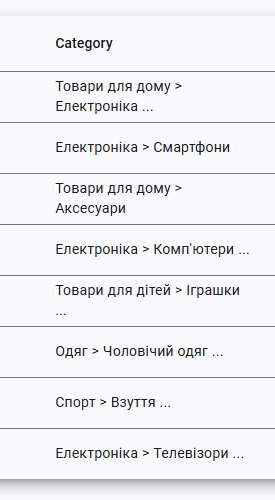 Category
Товари для дому >
Електроніка ...
Електроніка > Смартфони
Товари для дому >
Аксесуари
Електроніка > Комп'ютери ...
Товари для дітей > Іграшки
...
Одяг > Чоловічий одяг ...
Спорт > Взуття ...
Електроніка > Телевізори ...